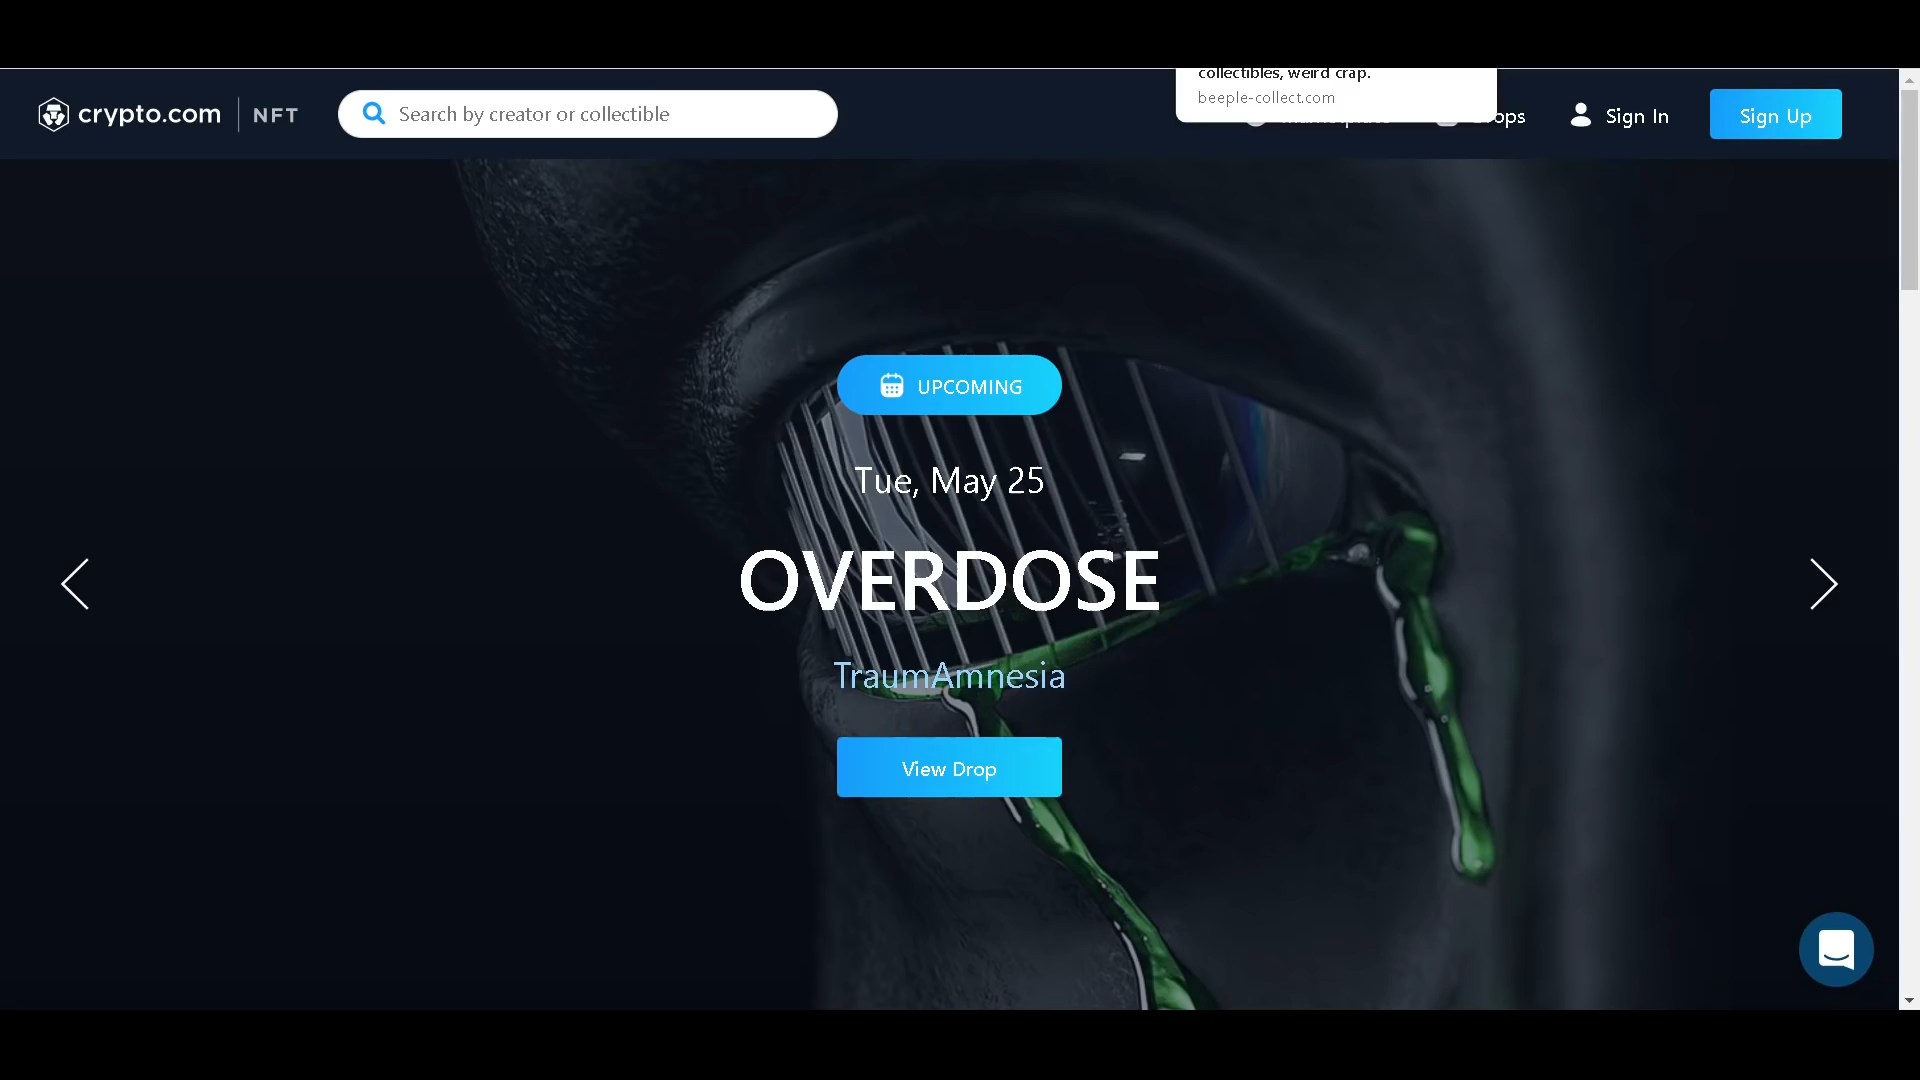 collectibles, weird crap.
beeple-collect.com
crypto.com | NFT
Search by creator or collectible
Sign In
Sign Up
UPCOMING
Tue, May 25
OVERDOSE
TraumAmnesia
View Drop